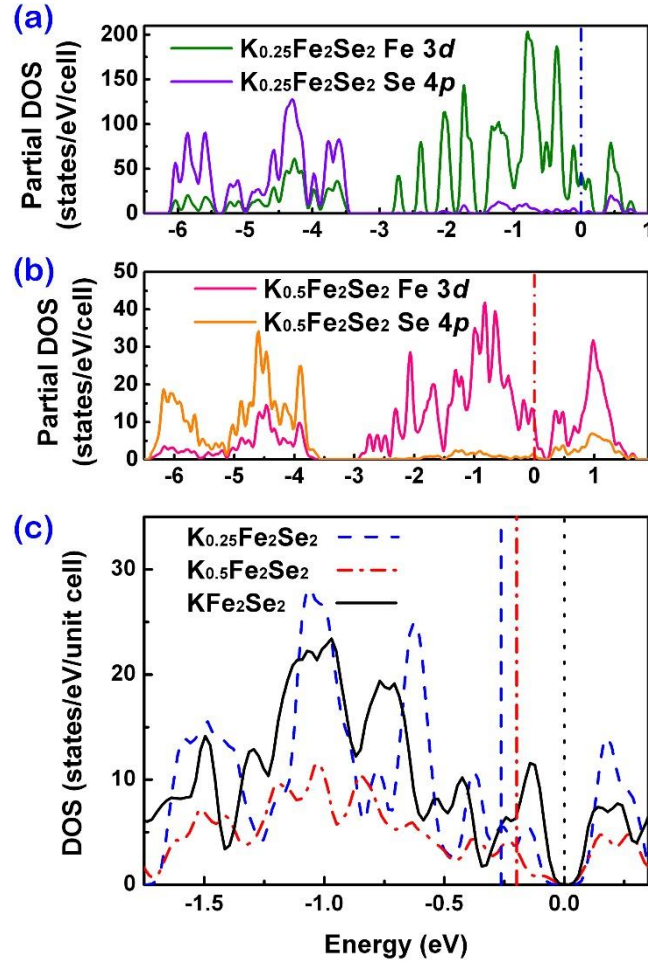 (a)
K0.25Fe2Se2 Fe 3d
K0.25Fe2Se2 Se 4p
Partial DOS
(states/eV/cell)
200
150
100
50
0
-6 -5 -4 -3 -2 -1 0 1
(b)
K0.5Fe2Se2 Fe 3d
K0.5Fe2Se2 Se 4p
Partial DOS
(states/eV/cell)
50
40
30
20
10
0
-6 -5 -4 -3 -2 -1 0 1
(c)
K0.25Fe2Se2
K0.5Fe2Se2
KFe2Se2
DOS (states/eV/unit cell)
30
20
10
0
-1.5 -1.0 -0.5 0.0
Energy (eV)